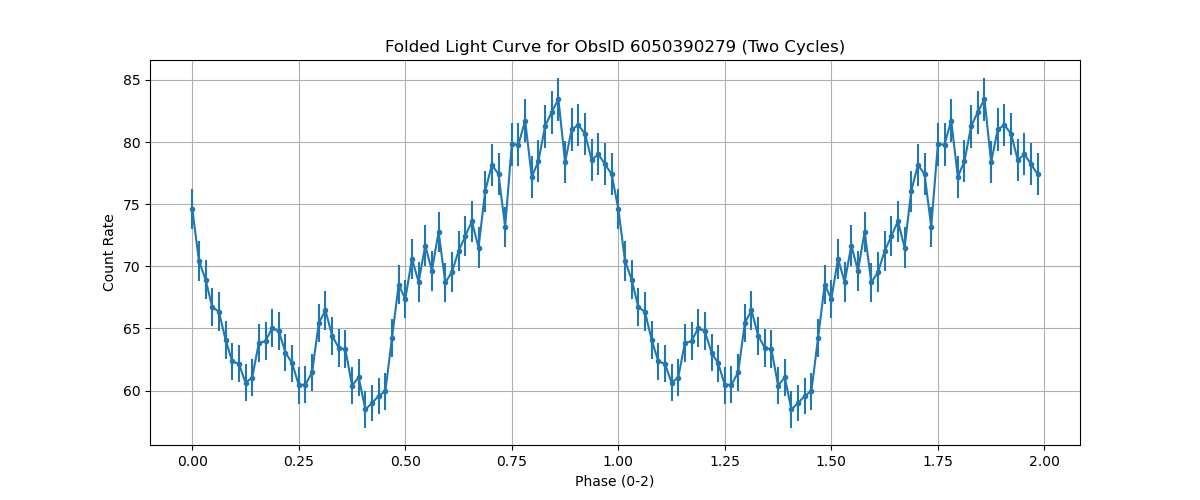 Folded Light Curve for ObsID 6050390279 (Two Cycles)
85
80
75
70
65
60
Count Rate
0.00 0.25 0.50 0.75 1.00 1.25 1.50 1.75 2.00
Phase (0-2)